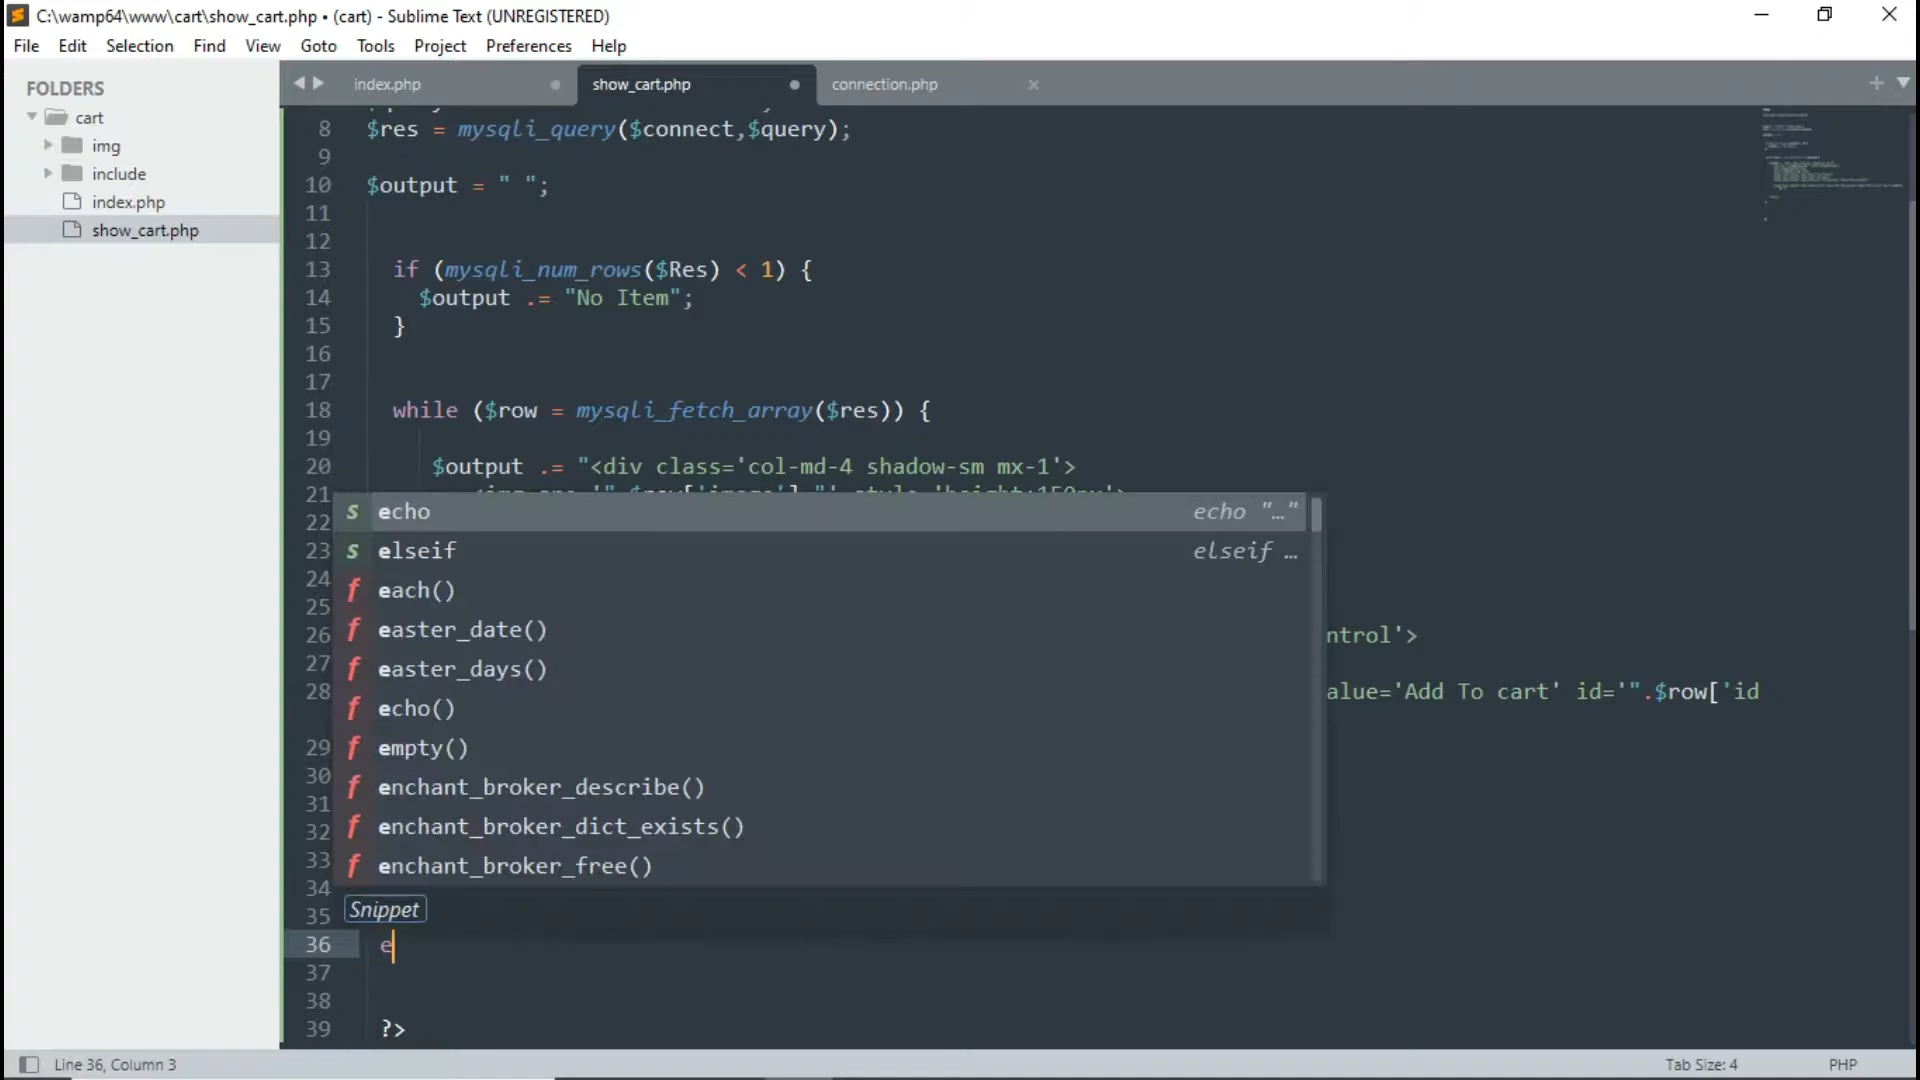 C:\wamp64\www\cart\show_cart.php • (cart) - Sublime Text (UNREGISTERED)
File Edit Selection Find View Goto Tools Project Preferences Help
FOLDERS
cart
img
include
index.php
show_cart.php
index.php show_cart.php connection.php
8 $res = mysqli_query($connect,$query);
9
10 $output = " ";
11
12
13 if (mysqli_num_rows($Res) < 1) {
14 $output .= "No Item";
15 }
16
17
18 while ($row = mysqli_fetch_array($res)) {
19
20 $output .= "<div class='col-md-4 shadow-sm mx-1'>
21
22
23
24
25
26 ntrol'>
27
28 alue='Add To cart' id='".$row['id
29
30
31
32
33
34
35
36 e
37
38
39 ?>
echo echo "…"
elseif elseif …
each()
easter_date()
easter_days()
echo()
empty()
enchant_broker_describe()
enchant_broker_dict_exists()
enchant_broker_free()
Snippet
Line 36, Column 3 Tab Size: 4 PHP